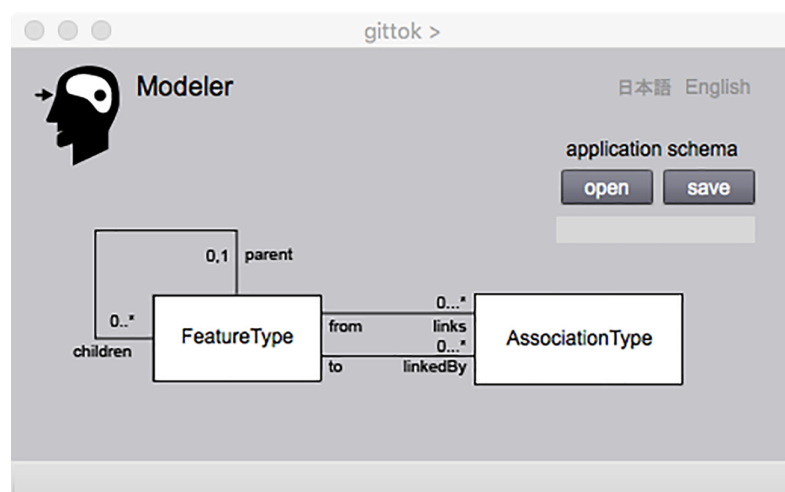 gittok >
Modeler
日本語 English
application schema
open save
0,1 parent
0..*
children
FeatureType
from
to
0...*
links
0...*
linkedBy
AssociationType